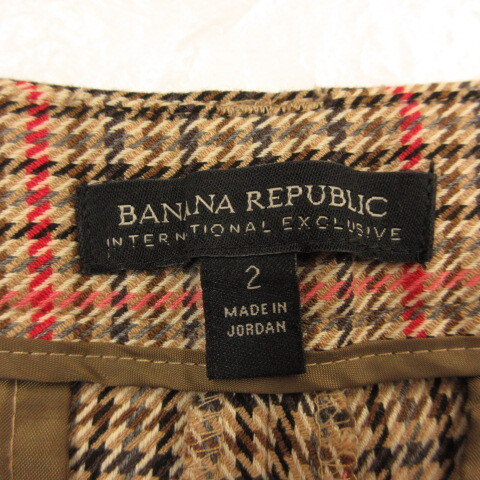 BANANA REPUBLIC
INTERNATIONAL EXCLUSIVE
2
MADE IN
JORDAN